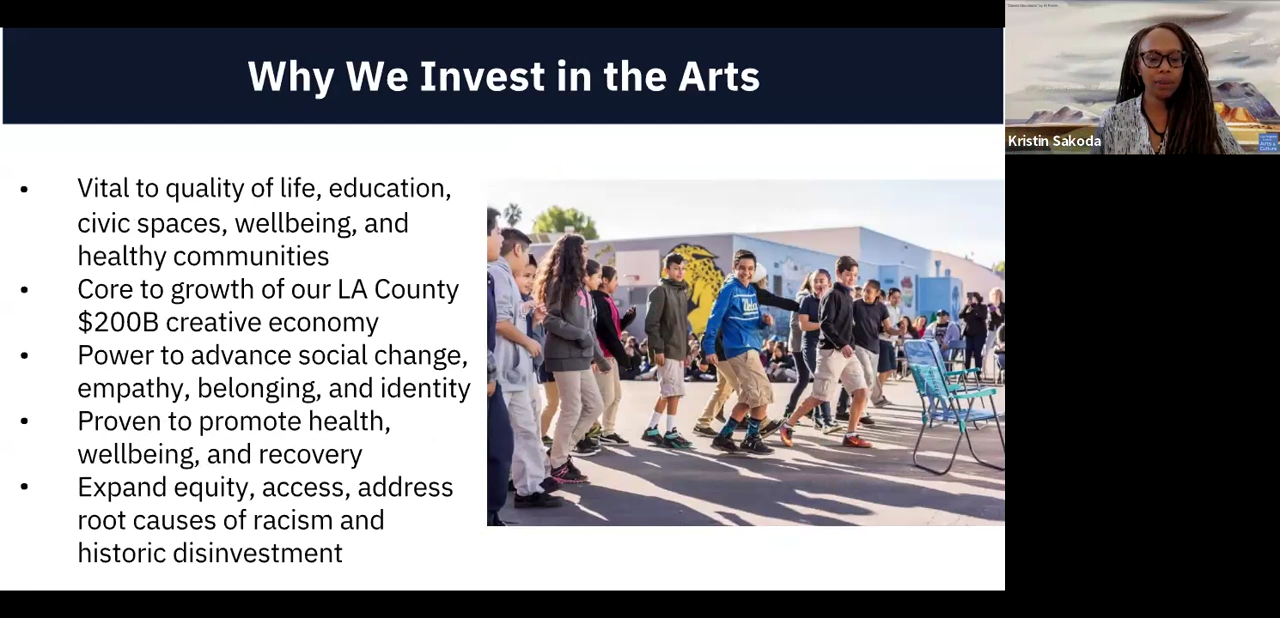 Why We Invest in the Arts
• Vital to quality of life, education,
civic spaces, wellbeing, and
healthy communities
• Core to growth of our LA County
$200B creative economy
• Power to advance social change,
empathy, belonging, and identity
• Proven to promote health,
wellbeing, and recovery
• Expand equity, access, address
root causes of racism and
historic disinvestment
Kristin Sakoda
Arts &
Culture